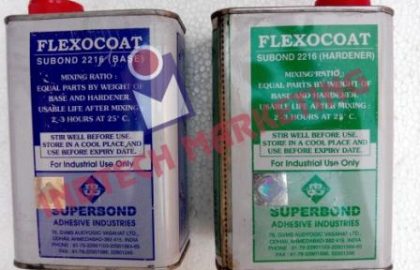 FLEXOCOAT
SUBOND 2216 (BASE)
MIXING RATIO :
EQUAL PARTS BY WEIGHT OF
BASE AND HARDENER
USABLE LIFE AFTER MIXING :
2-3 HOURS AT 25° C.
STIR WELL BEFORE USE.
STORE IN A COOL PLACE AND
USE BEFORE EXPIRY DATE.
For Industrial Use Only
SUPERBOND
ADHESIVE INDUSTRIES
FLEXOCOAT
SUBOND 2216 (HARDENER)
MIXING RATIO :
EQUAL PARTS BY WEIGHT OF
BASE AND HARDENER
USABLE LIFE AFTER MIXING :
2-3 HOURS AT 25° C.
STIR WELL BEFORE USE.
STORE IN A COOL PLACE AND
USE BEFORE EXPIRY DATE.
For Industrial Use Only
SUPERBOND
ADHESIVE INDUSTRIES